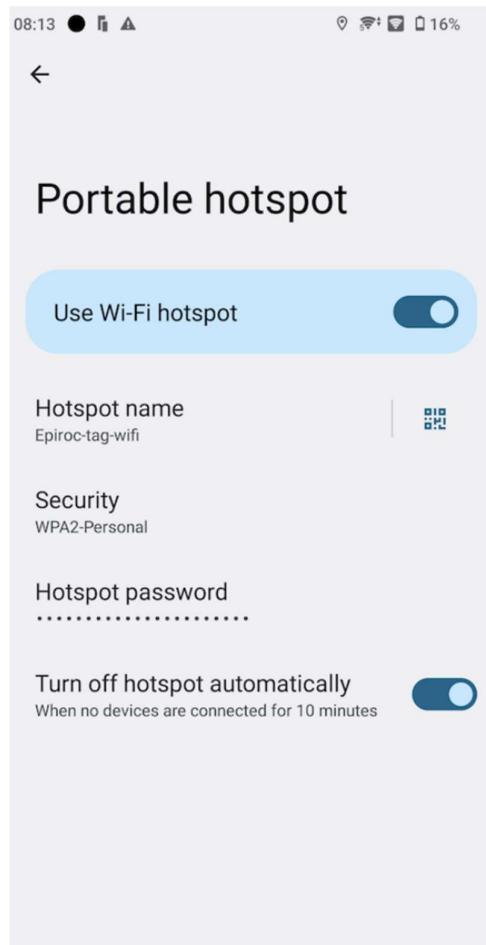 08:13
16%
Portable hotspot
Use Wi-Fi hotspot
Hotspot name
Epiroc-tag-wifi
Security
WPA2-Personal
Hotspot password
••••••••••••••••••••••
Turn off hotspot automatically
When no devices are connected for 10 minutes